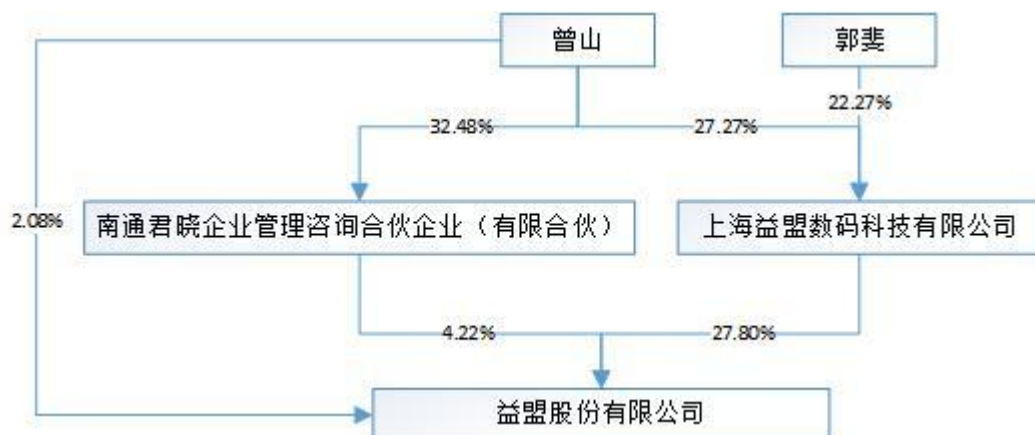 曾山
郭斐
22.27%
32.48%
27.27%
2.08%
南通君晓企业管理咨询合伙企业（有限合伙）
上海益盟数码科技有限公司
4.22%
27.80%
益盟股份有限公司